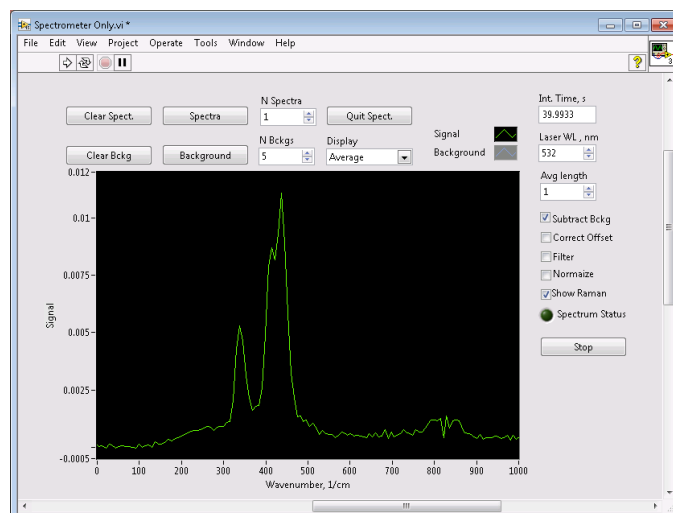 Spectrometer Only.vi *
File Edit View Project Operate Tools Window Help
?
3
Clear Spect.
Spectra
N Spectra
1
Quit Spect.
Int. Time, s
39.9933
Clear Bckg
Background
N Bckgs
5
Display
Average
Signal
Background
Laser WL , nm
532
Avg length
1
Subtract Bckg
Correct Offset
Filter
Normaize
Show Raman
Spectrum Status
Stop
0.012
0.01
0.0075
0.005
0.0025
-0.0005
Signal
0 100 200 300 400 500 600 700 800 900 1000
Wavenumber, 1/cm